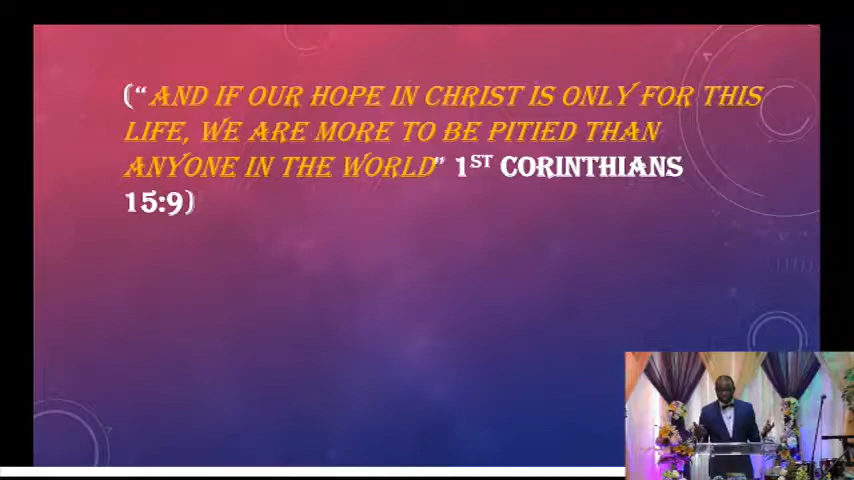 (“AND IF OUR HOPE IN CHRIST IS ONLY FOR THIS
LIFE, WE ARE MORE TO BE PITIED THAN
ANYONE IN THE WORLD” 1ST CORINTHIANS
15:9)